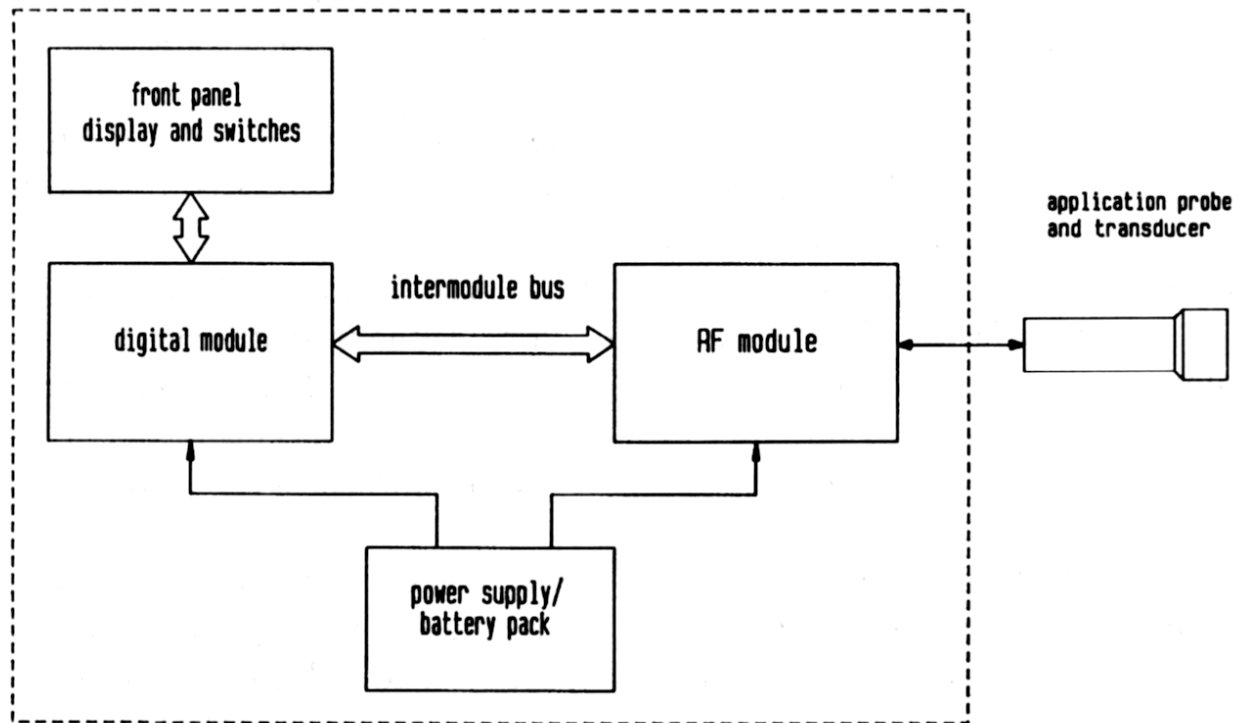 front panel
display and switches
application probe
and transducer
intermodule bus
digital module
RF module
power supply/
battery pack